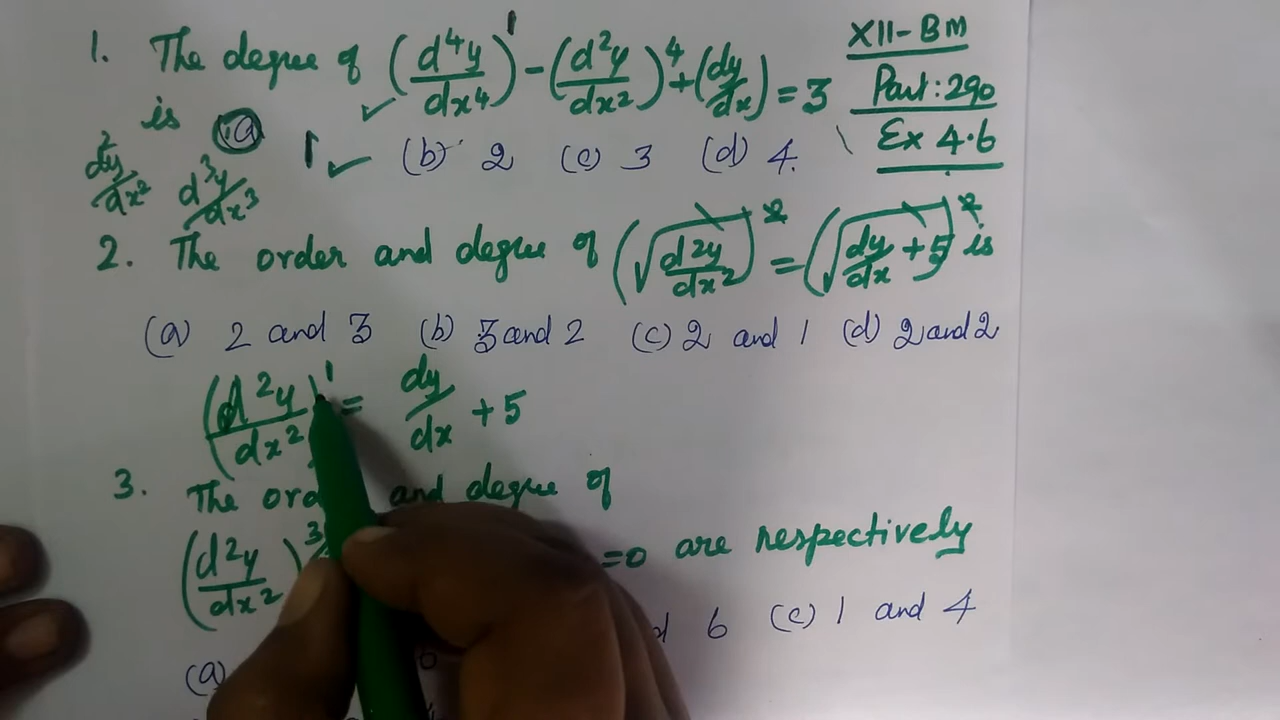 1. The degree of (d⁴y/dx⁴)¹ - (d²y/dx²)⁴ + (dy/dx) = 3
is (a) 1 ✓ (b) 2 (c) 3 (d) 4.
XII-BM
Part:290
Ex 4.6
d²y/dx² d³y/dx³
2. The order and degree of (√(d²y/dx²))² = (√(dy/dx + 5))² is
(a) 2 and 3 (b) 3 and 2 (c) 2 and 1 (d) 2 and 2
(d²y/dx²)¹ = dy/dx + 5
3. The and degree of
(d²y/dx²)³ =0 are respectively
(a) 6 (c) 1 and 4